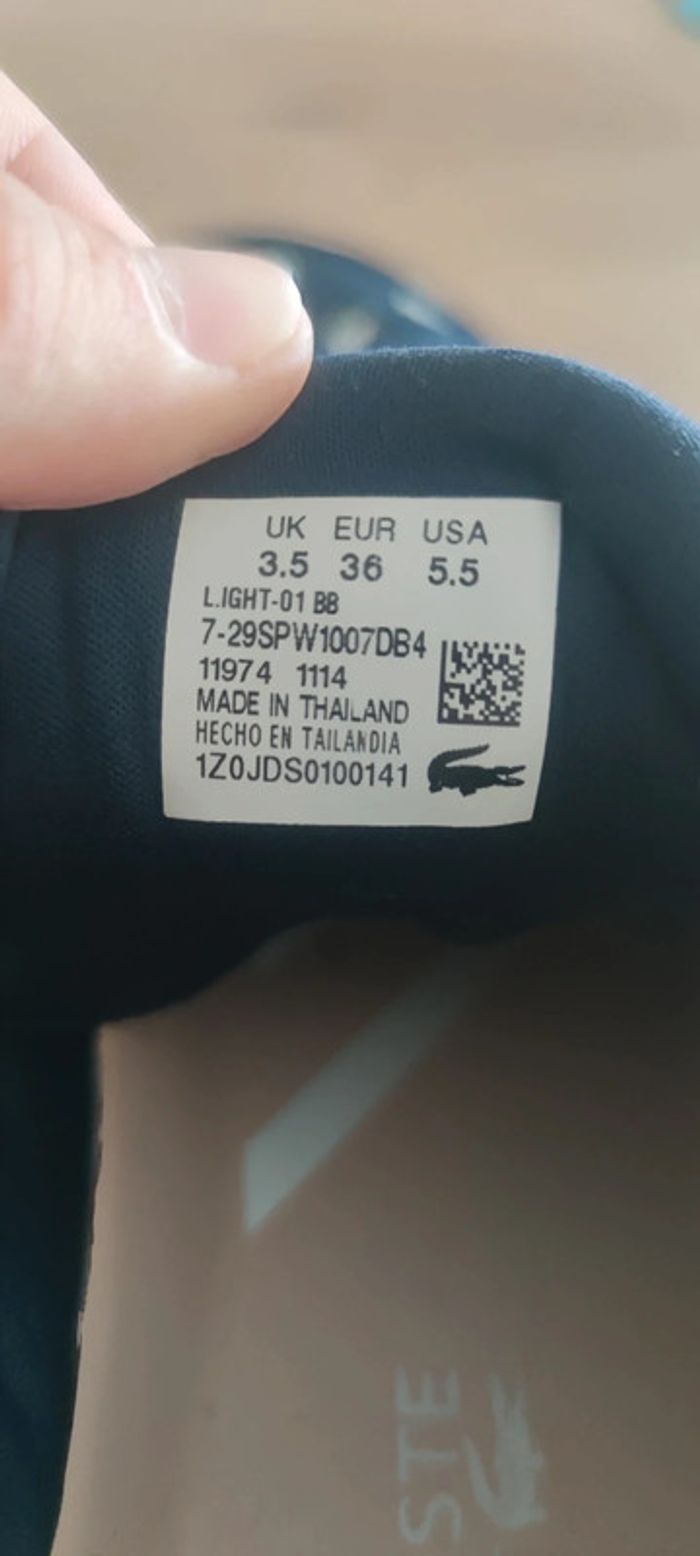 UK EUR USA
3.5 36 5.5
L.IGHT-01 BB
7-29SPW1007DB4
11974 1114
MADE IN THAILAND
HECHO EN TAILANDIA
1Z0JDS0100141
STE